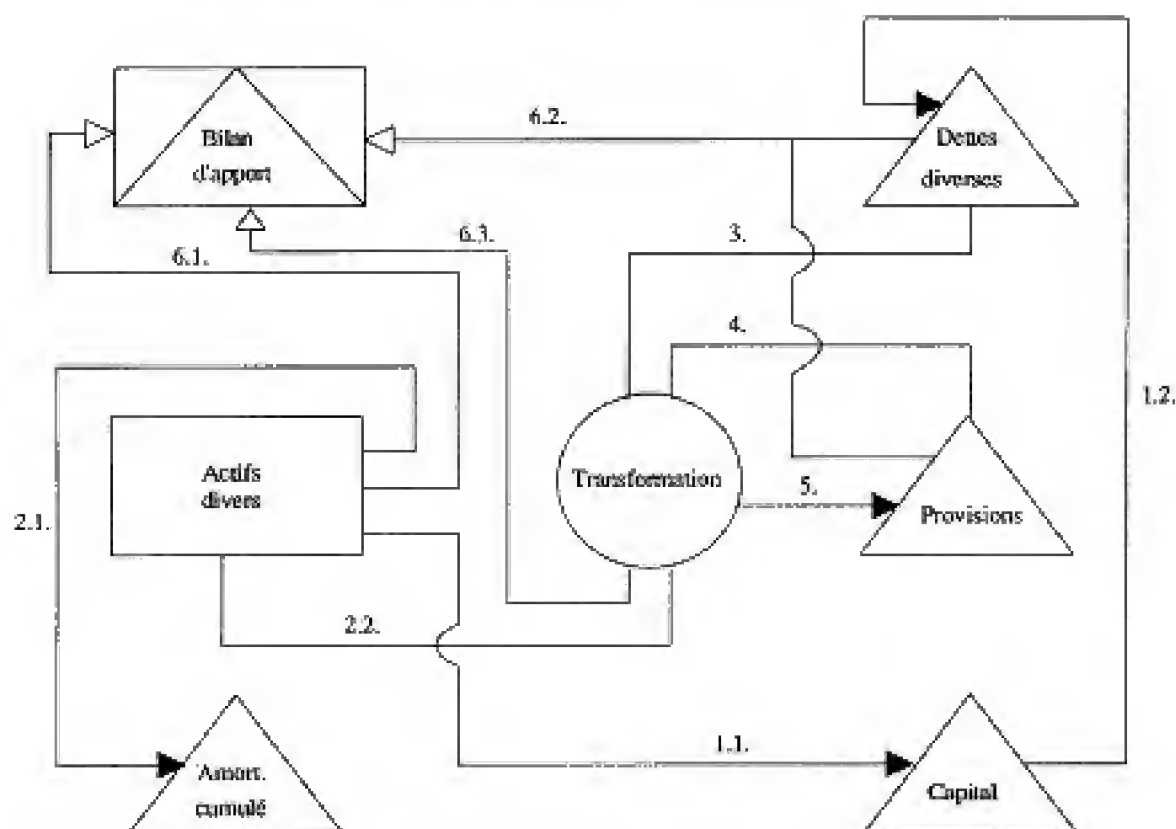 6.2.
Bilan
d'apport
Dettes
diverses
6.1.
6.3.
3.
4.
1.2.
Actifs
divers
Transformation
5.
Provisions
2.1.
2.2.
1.1.
Amort.
cumulé
Capital